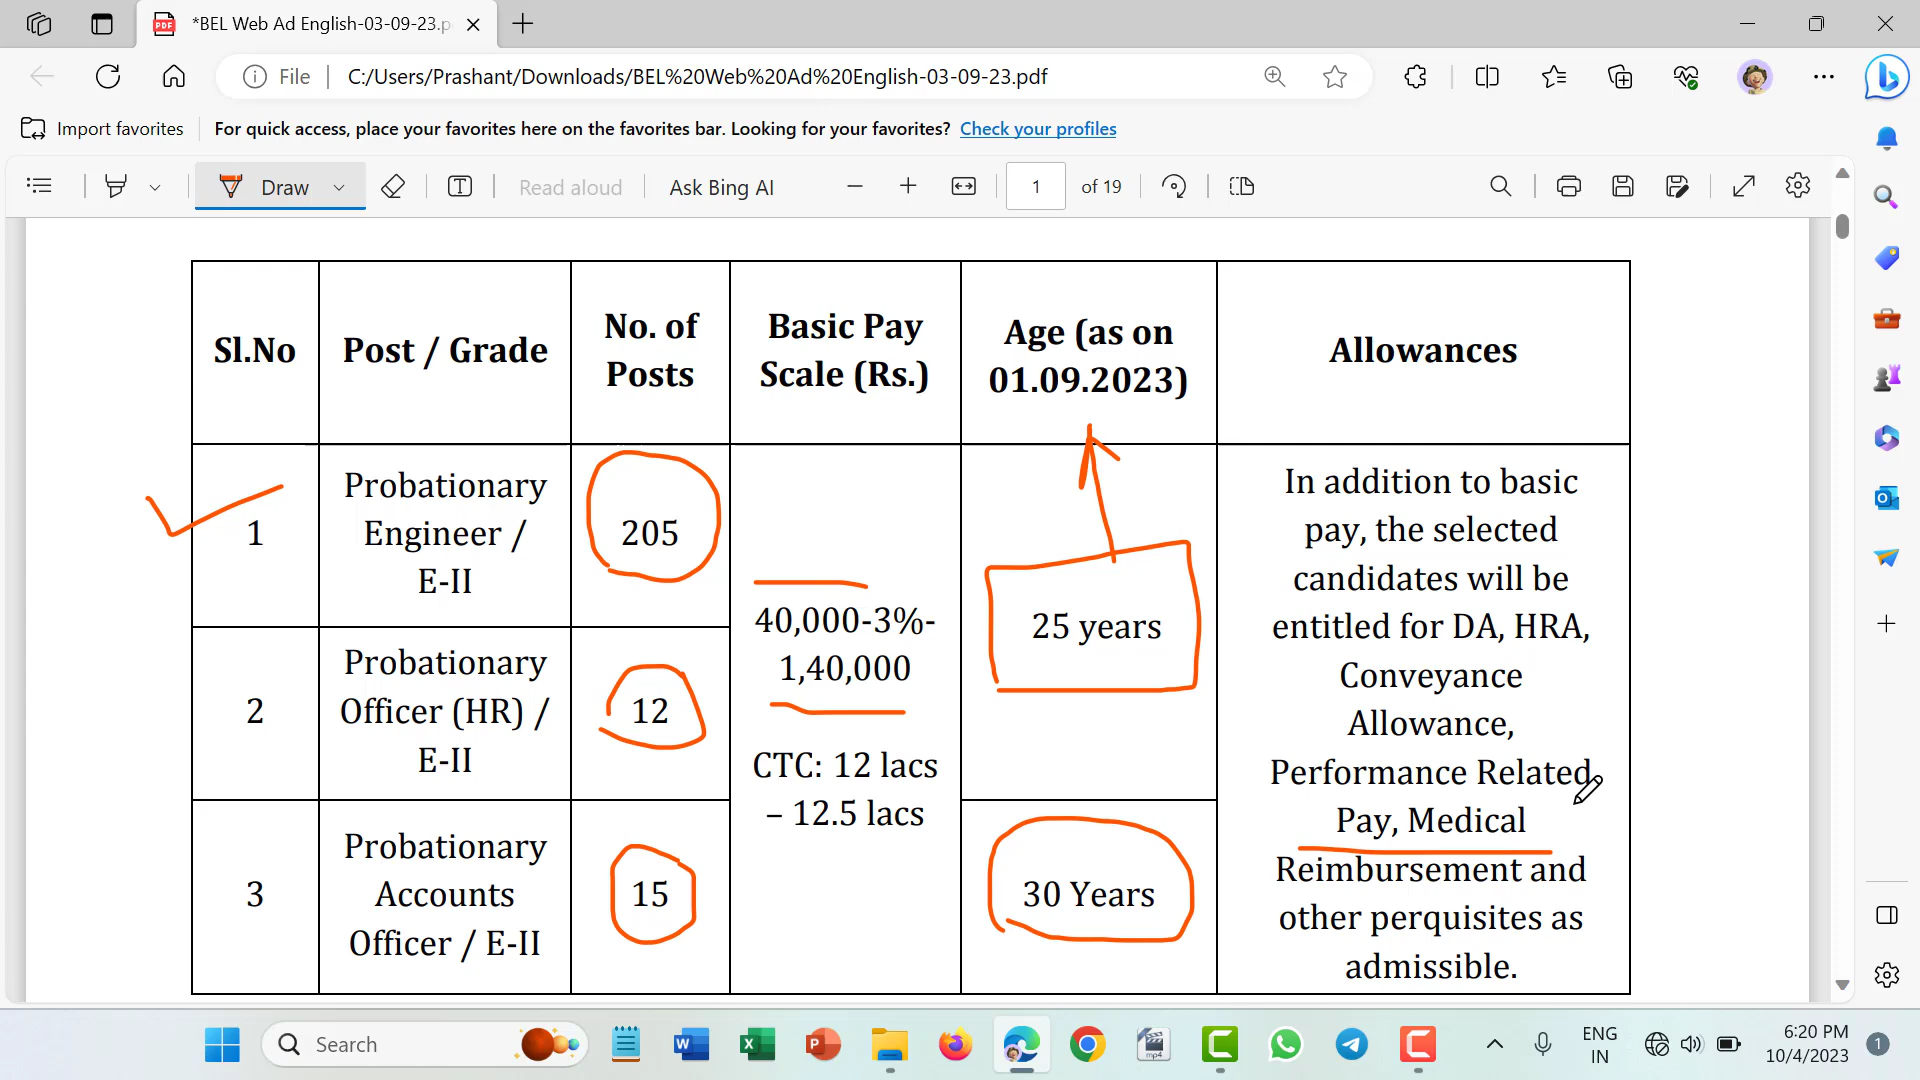 *BEL Web Ad English-03-09-23.p
File
C:/Users/Prashant/Downloads/BEL%20Web%20Ad%20English-03-09-23.pdf
Import favorites
For quick access, place your favorites here on the favorites bar. Looking for your favorites? Check your profiles
Draw
Read aloud
Ask Bing AI
1 of 19
Sl.No
Post / Grade
No. of
Posts
Basic Pay
Scale (Rs.)
Age (as on
01.09.2023)
Allowances
1
Probationary
Engineer /
E-II
205
40,000-3%-
1,40,000
CTC: 12 lacs
– 12.5 lacs
25 years
In addition to basic
pay, the selected
candidates will be
entitled for DA, HRA,
Conveyance
Allowance,
Performance Related
Pay, Medical
Reimbursement and
other perquisites as
admissible.
2
Probationary
Officer (HR) /
E-II
12
3
Probationary
Accounts
Officer / E-II
15
30 Years
Search
ENG
IN
6:20 PM
10/4/2023
1